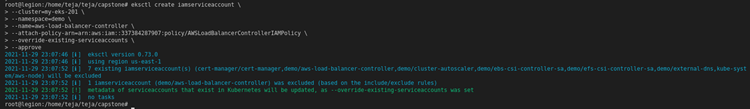 root@legion:/home/teja/teja/capstone# eksctl create iamserviceaccount \
> --cluster=my-eks-201 \
> --namespace=demo \
> --name=aws-load-balancer-controller \
> --attach-policy-arn=arn:aws:iam::337384287907:policy/AWSLoadBalancerControllerIAMPolicy \
> --override-existing-serviceaccounts \
> --approve
2021-11-29 23:07:46 [ℹ]  eksctl version 0.73.0
2021-11-29 23:07:46 [ℹ]  using region us-east-1
2021-11-29 23:07:52 [ℹ]  7 existing iamserviceaccount(s) (cert-manager/cert-manager,demo/aws-load-balancer-controller,demo/cluster-autoscaler,demo/ebs-csi-controller-sa,demo/efs-csi-controller-sa,demo/external-dns,kube-syst
em/aws-node) will be excluded
2021-11-29 23:07:52 [ℹ]  1 iamserviceaccount (demo/aws-load-balancer-controller) was excluded (based on the include/exclude rules)
2021-11-29 23:07:52 [!]  metadata of serviceaccounts that exist in Kubernetes will be updated, as --override-existing-serviceaccounts was set
2021-11-29 23:07:52 [ℹ]  no tasks
root@legion:/home/teja/teja/capstone#